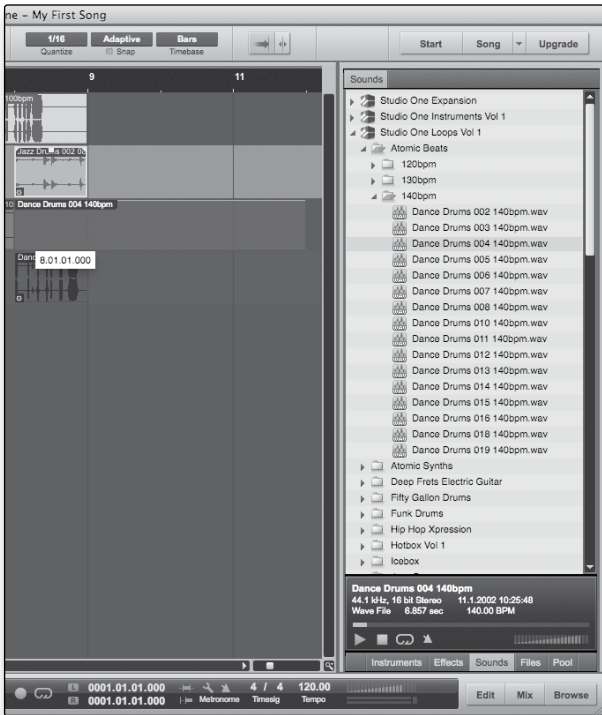 ne - My First Song
1/16 Adaptive Bars
Quantize Snap Timebase
Start Song Upgrade
9 11
100bpm
Jazz Drums 002
10 Dance Drums 004 140bpm
Danc
8.01.01.000
Sounds
Studio One Expansion
Studio One Instruments Vol 1
Studio One Loops Vol 1
Atomic Beats
120bpm
130bpm
140bpm
Dance Drums 002 140bpm.wav
Dance Drums 003 140bpm.wav
Dance Drums 004 140bpm.wav
Dance Drums 005 140bpm.wav
Dance Drums 006 140bpm.wav
Dance Drums 007 140bpm.wav
Dance Drums 008 140bpm.wav
Dance Drums 010 140bpm.wav
Dance Drums 011 140bpm.wav
Dance Drums 012 140bpm.wav
Dance Drums 013 140bpm.wav
Dance Drums 014 140bpm.wav
Dance Drums 015 140bpm.wav
Dance Drums 016 140bpm.wav
Dance Drums 018 140bpm.wav
Dance Drums 019 140bpm.wav
Atomic Synths
Deep Frets Electric Guitar
Fifty Gallon Drums
Funk Drums
Hip Hop Xpression
Hotbox Vol 1
Icebox
Dance Drums 004 140bpm
44.1 kHz, 16 bit Stereo 11.1.2002 10:25:48
Wave File 6.857 sec 140.00 BPM
Instruments Effects Sounds Files Pool
L 0001.01.01.000 4 / 4 120.00
R 0001.01.01.000 Metronome Timesig Tempo
Edit Mix Browse